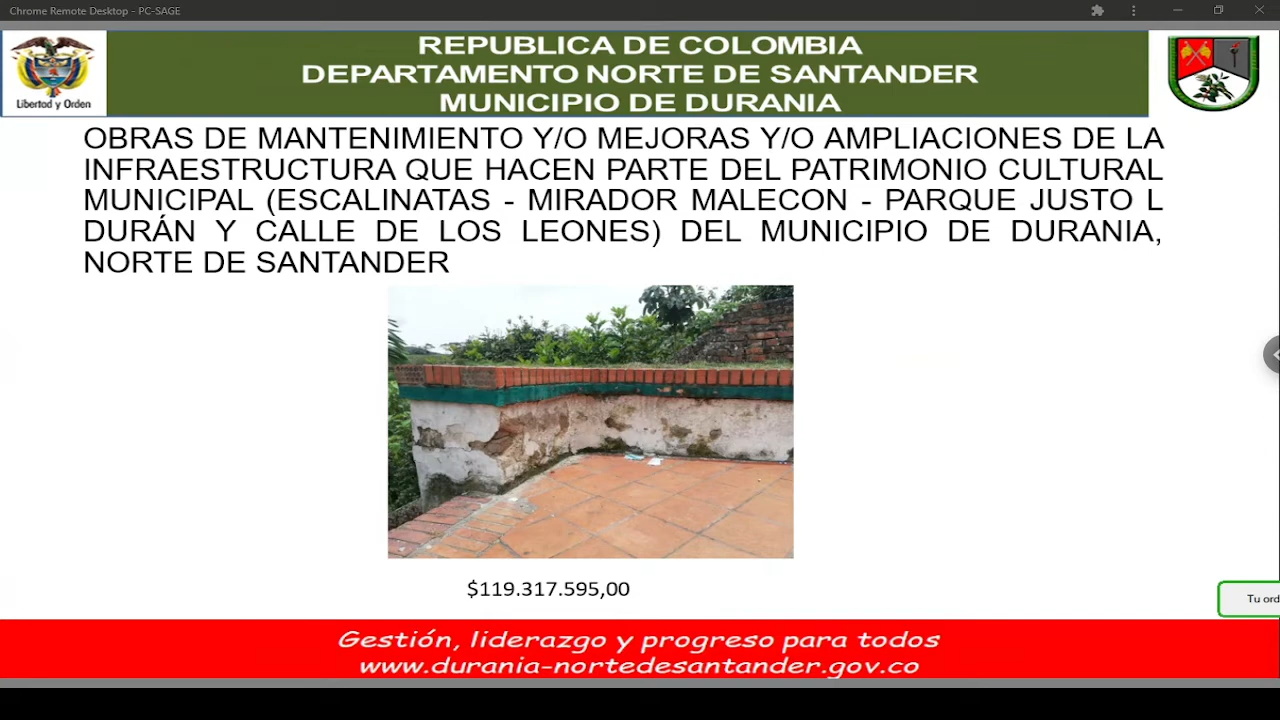 Chrome Remote Desktop - PC-SAGE
REPUBLICA DE COLOMBIA
DEPARTAMENTO NORTE DE SANTANDER
MUNICIPIO DE DURANIA
Libertad y Orden
OBRAS DE MANTENIMIENTO Y/O MEJORAS Y/O AMPLIACIONES DE LA
INFRAESTRUCTURA QUE HACEN PARTE DEL PATRIMONIO CULTURAL
MUNICIPAL (ESCALINATAS - MIRADOR MALECON - PARQUE JUSTO L
DURÁN Y CALLE DE LOS LEONES) DEL MUNICIPIO DE DURANIA,
NORTE DE SANTANDER
$119.317.595,00
Tu ord
Gestión, liderazgo y progreso para todos
www.durania-nortedesantander.gov.co